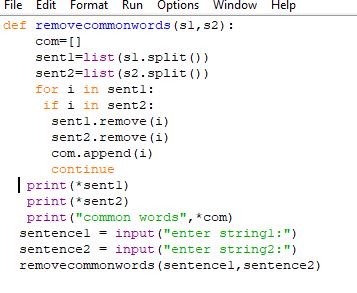 File Edit Format Run Options Window Help
def removecommonwords(s1,s2):
com=[]
sent1=list(s1.split())
sent2=list(s2.split())
for i in sent1:
if i in sent2:
sent1.remove(i)
sent2.remove(i)
com.append(i)
continue
print(*sent1)
print(*sent2)
print("common words",*com)
sentence1 = input("enter string1:")
sentence2 = input("enter string2:")
removecommonwords(sentence1,sentence2)